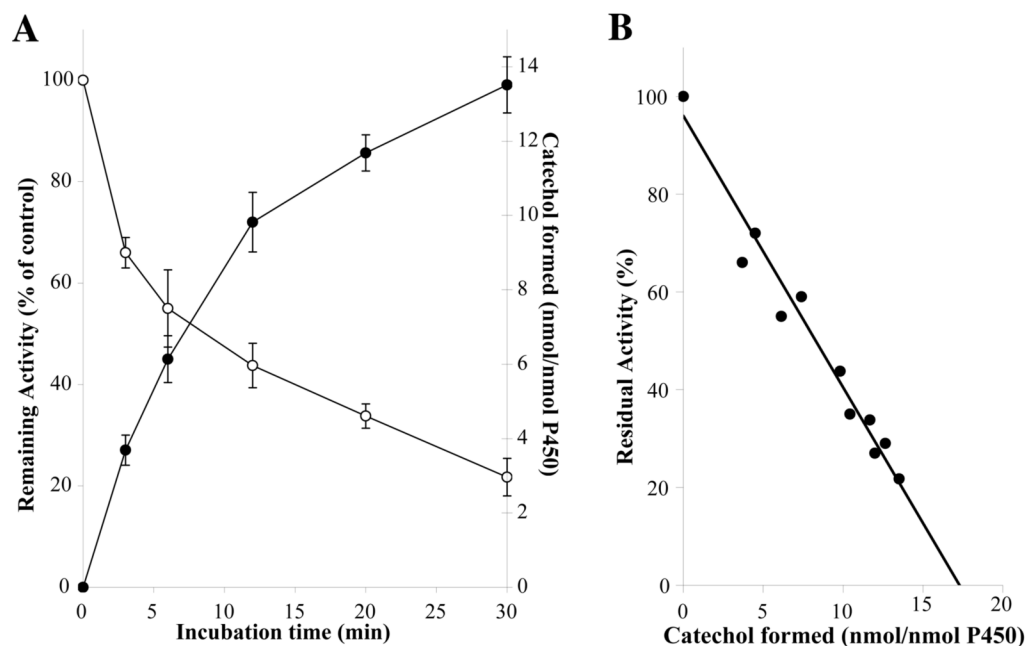 A
Remaining Activity (% of control)
100
80
60
40
20
0
0 5 10 15 20 25 30
Incubation time (min)
14
12
10
8
6
4
2
0
Catechol formed (nmol/nmol P450)
B
Residual Activity (%)
100
80
60
40
20
0
0 5 10 15 20
Catechol formed (nmol/nmol P450)